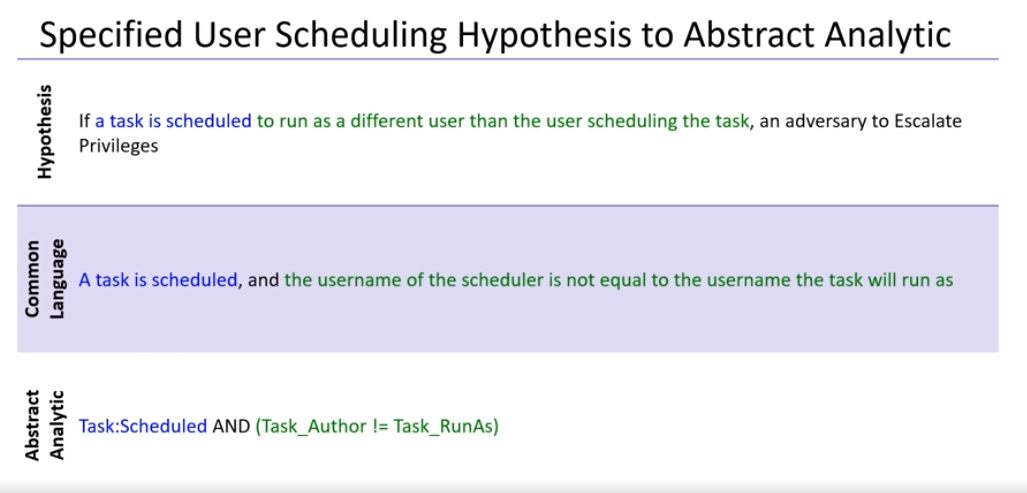 Specified User Scheduling Hypothesis to Abstract Analytic
Hypothesis
If a task is scheduled to run as a different user than the user scheduling the task, an adversary to Escalate
Privileges
Common
Language
A task is scheduled, and the username of the scheduler is not equal to the username the task will run as
Abstract
Analytic
Task:Scheduled AND (Task_Author != Task_RunAs)